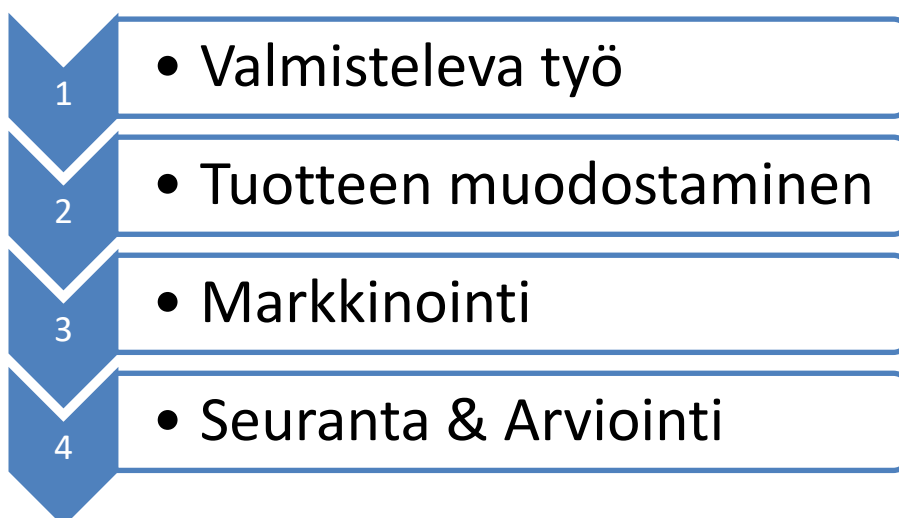 1 • Valmisteleva työ
2 • Tuotteen muodostaminen
3 • Markkinointi
4 • Seuranta & Arviointi